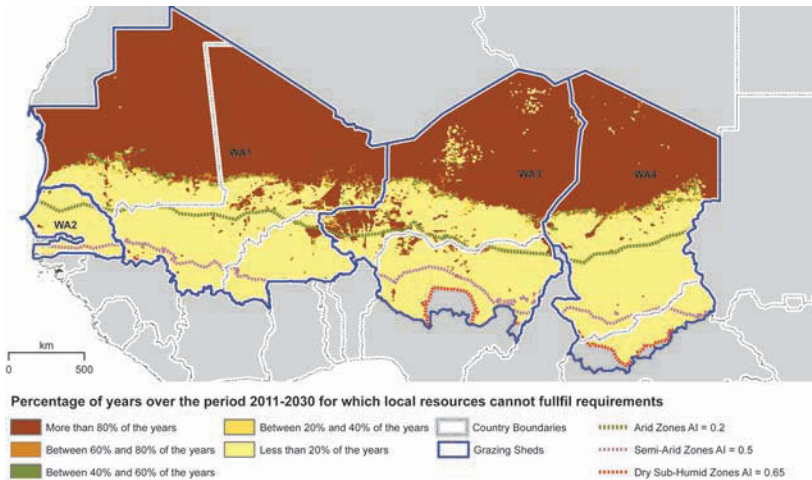 WA1
WA3
WA4
WA2
km
0 500
Percentage of years over the period 2011-2030 for which local resources cannot fullfil requirements
More than 80% of the years
Between 20% and 40% of the years
Country Boundaries
Arid Zones AI = 0.2
Between 60% and 80% of the years
Less than 20% of the years
Grazing Sheds
Semi-Arid Zones AI = 0.5
Between 40% and 60% of the years
Dry Sub-Humid Zones AI = 0.65